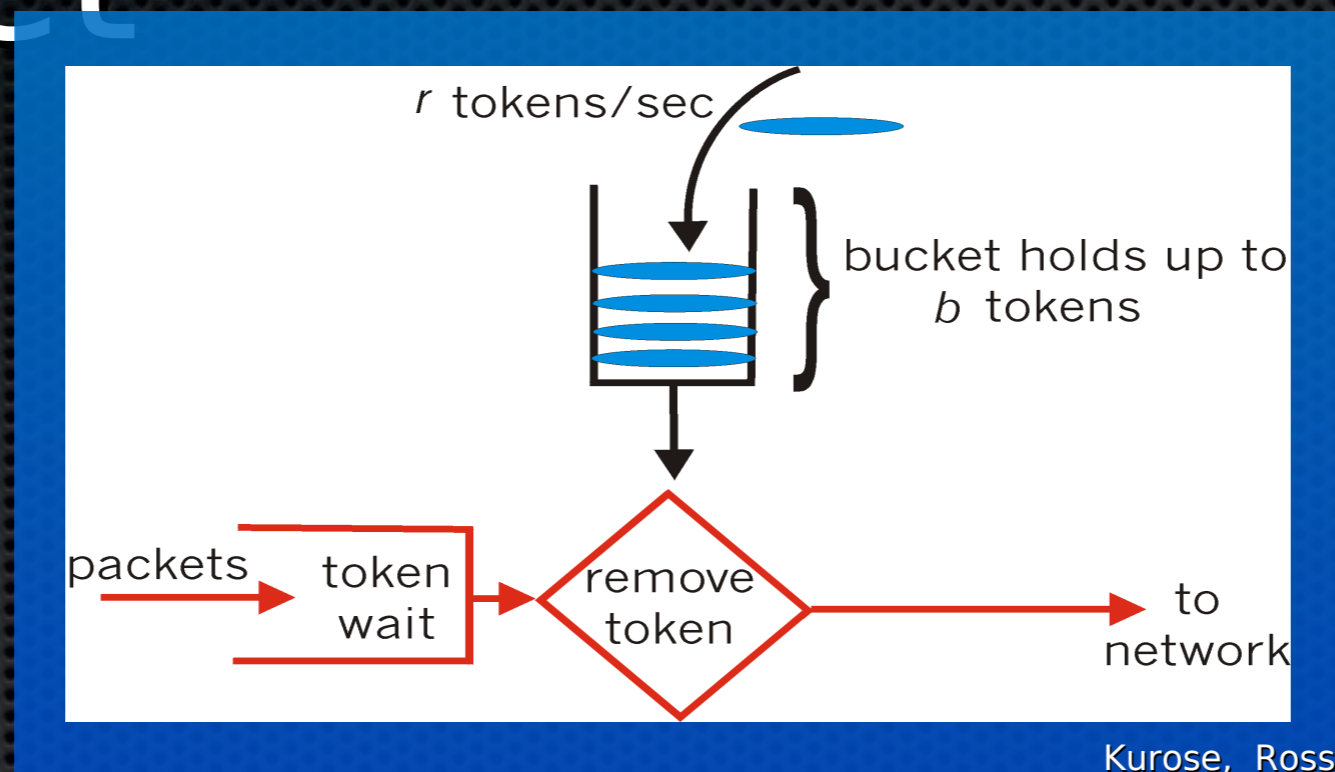 r tokens/sec
bucket holds up to
b tokens
packets
token
wait
remove
token
to
network
Kurose, Ross